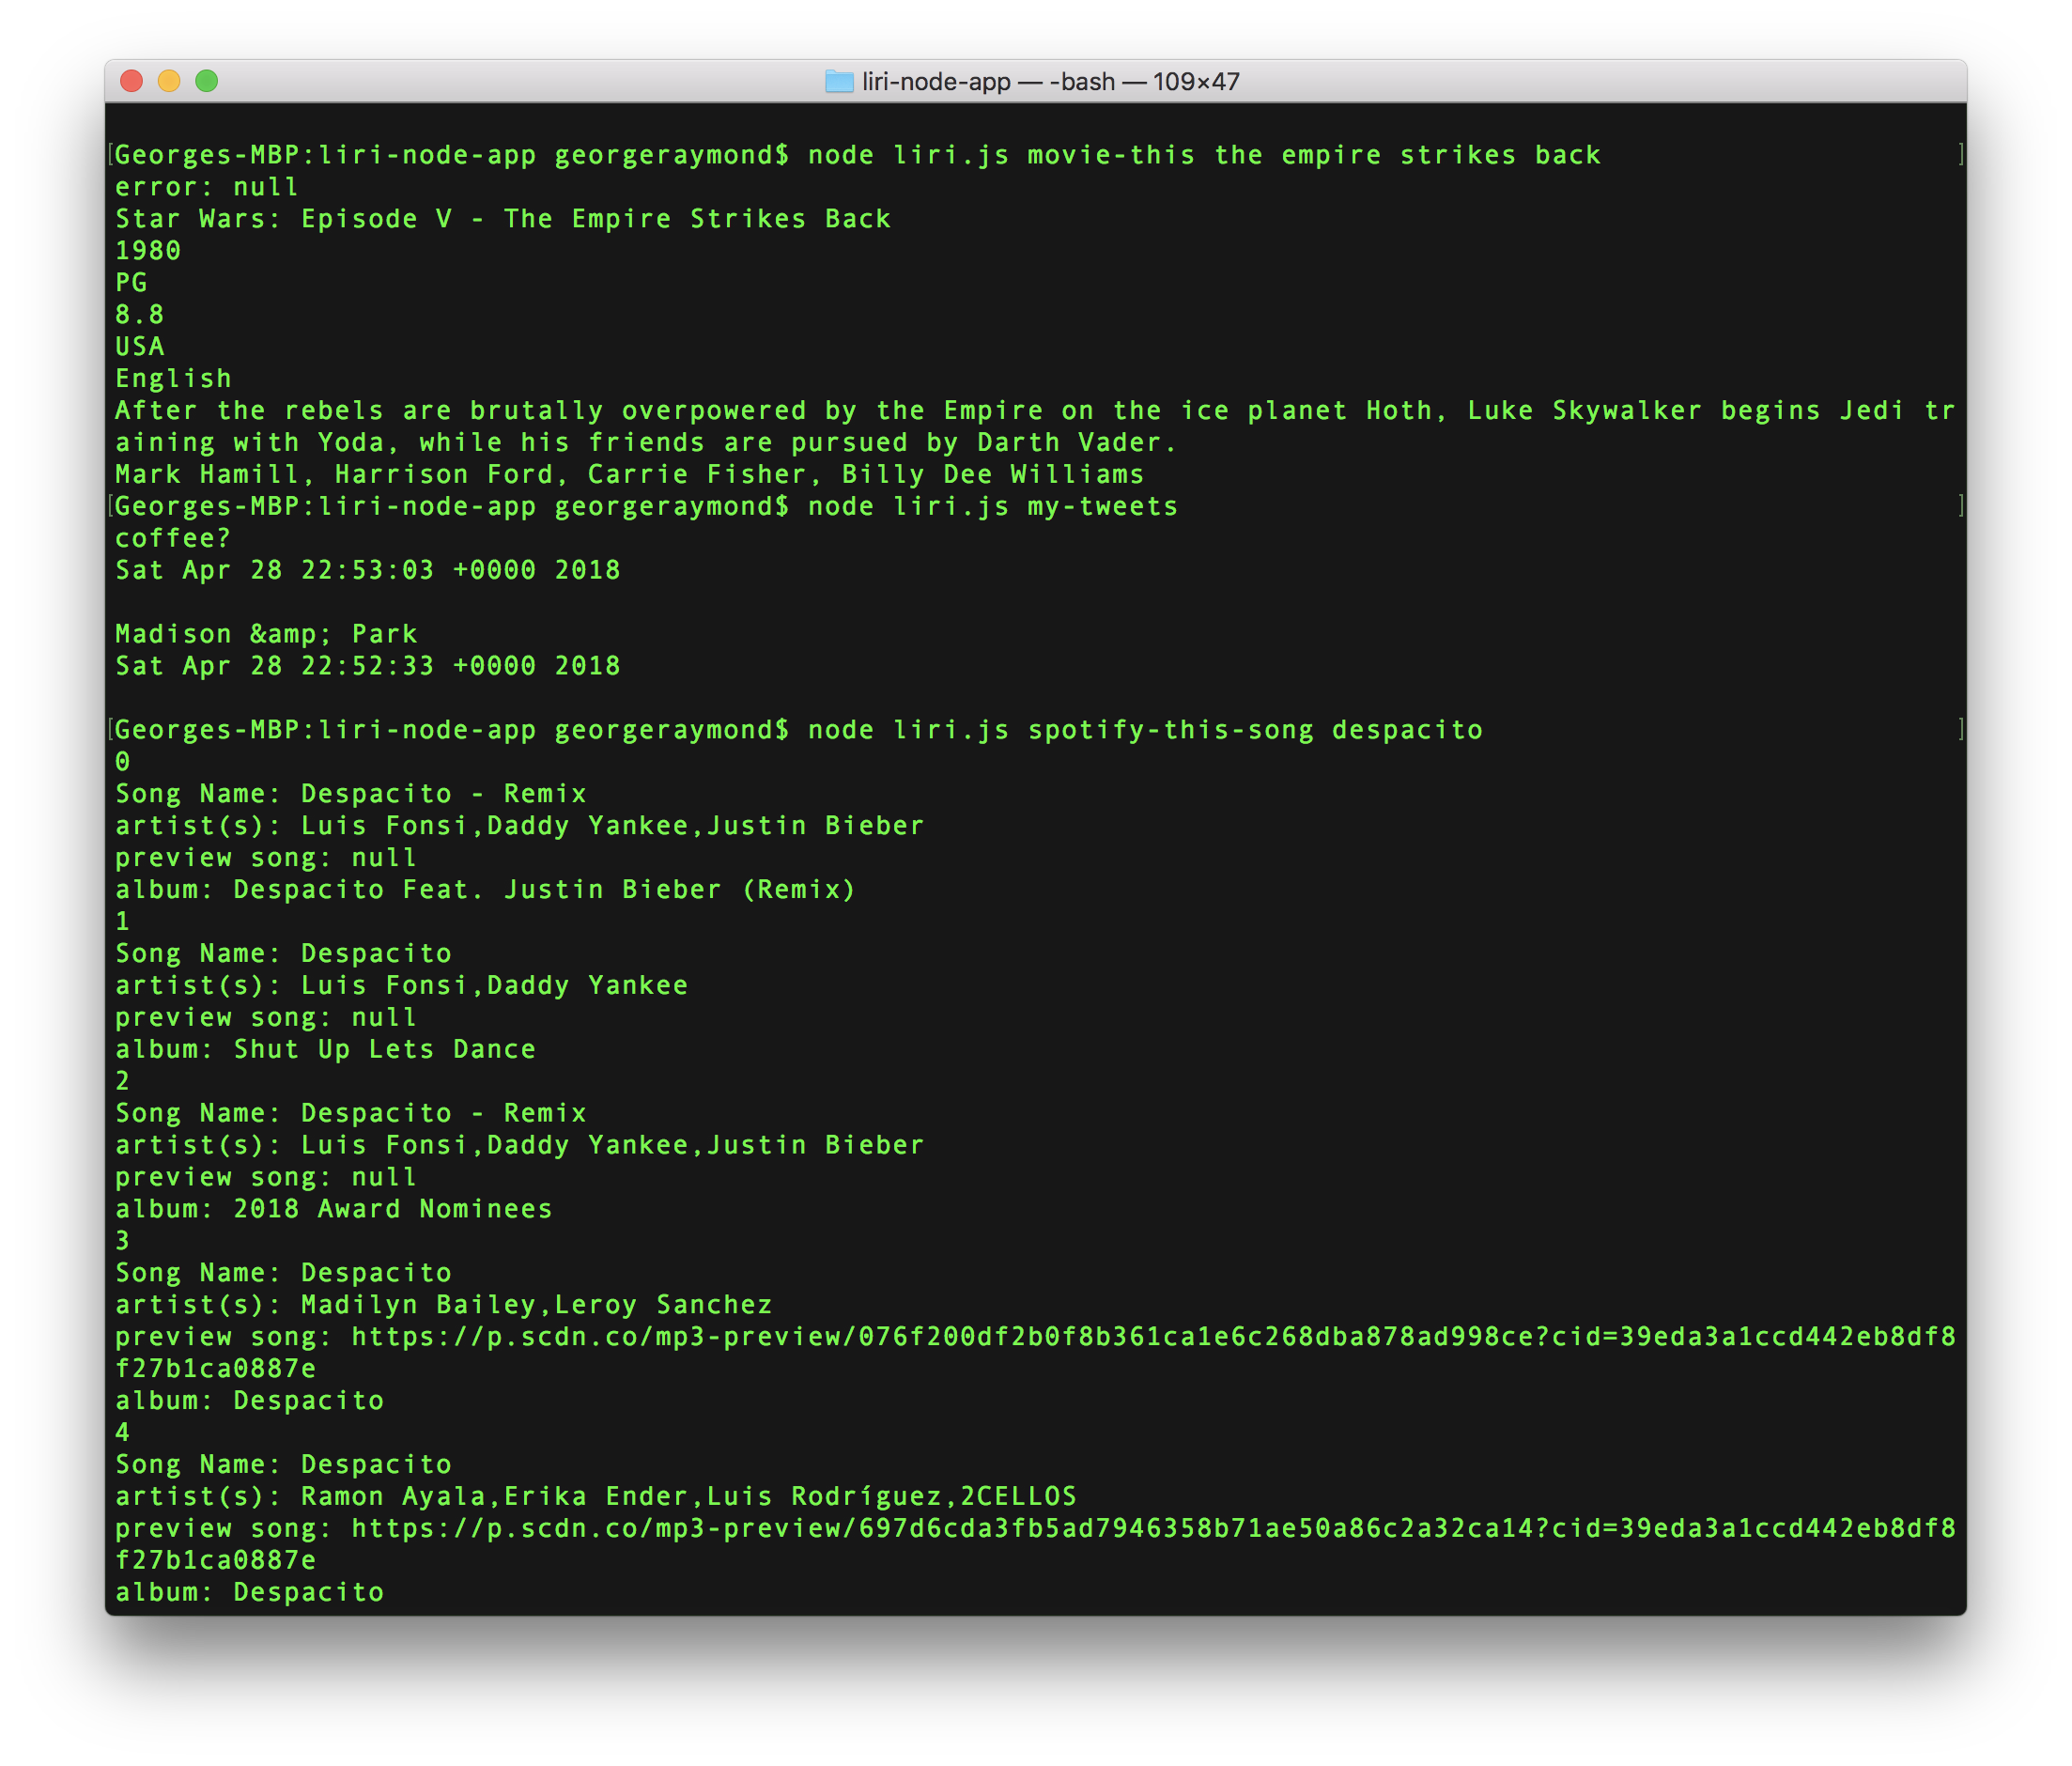 liri-node-app — -bash — 109×47
[Georges-MBP:liri-node-app georgeraymond$ node liri.js movie-this the empire strikes back ]
error: null
Star Wars: Episode V - The Empire Strikes Back
1980
PG
8.8
USA
English
After the rebels are brutally overpowered by the Empire on the ice planet Hoth, Luke Skywalker begins Jedi tr
aining with Yoda, while his friends are pursued by Darth Vader.
Mark Hamill, Harrison Ford, Carrie Fisher, Billy Dee Williams
[Georges-MBP:liri-node-app georgeraymond$ node liri.js my-tweets ]
coffee?
Sat Apr 28 22:53:03 +0000 2018
Madison &amp; Park
Sat Apr 28 22:52:33 +0000 2018
[Georges-MBP:liri-node-app georgeraymond$ node liri.js spotify-this-song despacito ]
0
Song Name: Despacito - Remix
artist(s): Luis Fonsi,Daddy Yankee,Justin Bieber
preview song: null
album: Despacito Feat. Justin Bieber (Remix)
1
Song Name: Despacito
artist(s): Luis Fonsi,Daddy Yankee
preview song: null
album: Shut Up Lets Dance
2
Song Name: Despacito - Remix
artist(s): Luis Fonsi,Daddy Yankee,Justin Bieber
preview song: null
album: 2018 Award Nominees
3
Song Name: Despacito
artist(s): Madilyn Bailey,Leroy Sanchez
preview song: https://p.scdn.co/mp3-preview/076f200df2b0f8b361ca1e6c268dba878ad998ce?cid=39eda3a1ccd442eb8df8
f27b1ca0887e
album: Despacito
4
Song Name: Despacito
artist(s): Ramon Ayala,Erika Ender,Luis Rodríguez,2CELLOS
preview song: https://p.scdn.co/mp3-preview/697d6cda3fb5ad7946358b71ae50a86c2a32ca14?cid=39eda3a1ccd442eb8df8
f27b1ca0887e
album: Despacito